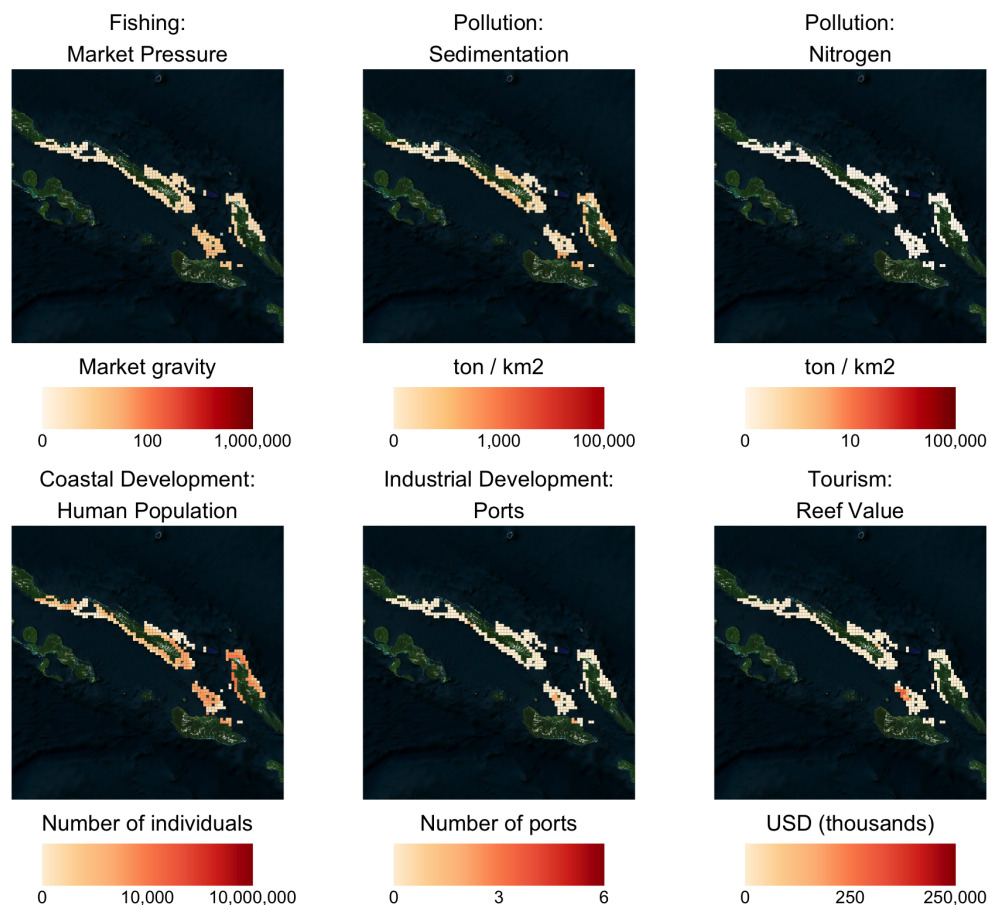 Fishing:
Market Pressure
Pollution:
Sedimentation
Pollution:
Nitrogen
Market gravity
0 100 1,000,000
ton / km2
0 1,000 100,000
ton / km2
0 10 100,000
Coastal Development:
Human Population
Industrial Development:
Ports
Tourism:
Reef Value
Number of individuals
0 10,000 10,000,000
Number of ports
0 3 6
USD (thousands)
0 250 250,000